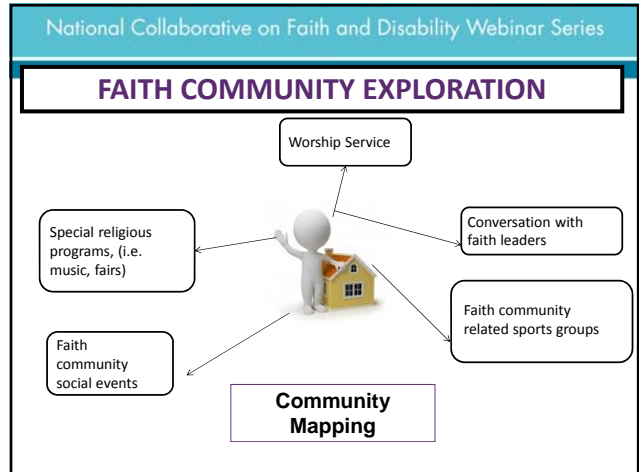 National Collaborative on Faith and Disability Webinar Series
FAITH COMMUNITY EXPLORATION
Worship Service
Special religious
programs, (i.e.
music, fairs)
Conversation with
faith leaders
Faith community
related sports groups
Faith
community
social events
Community
Mapping